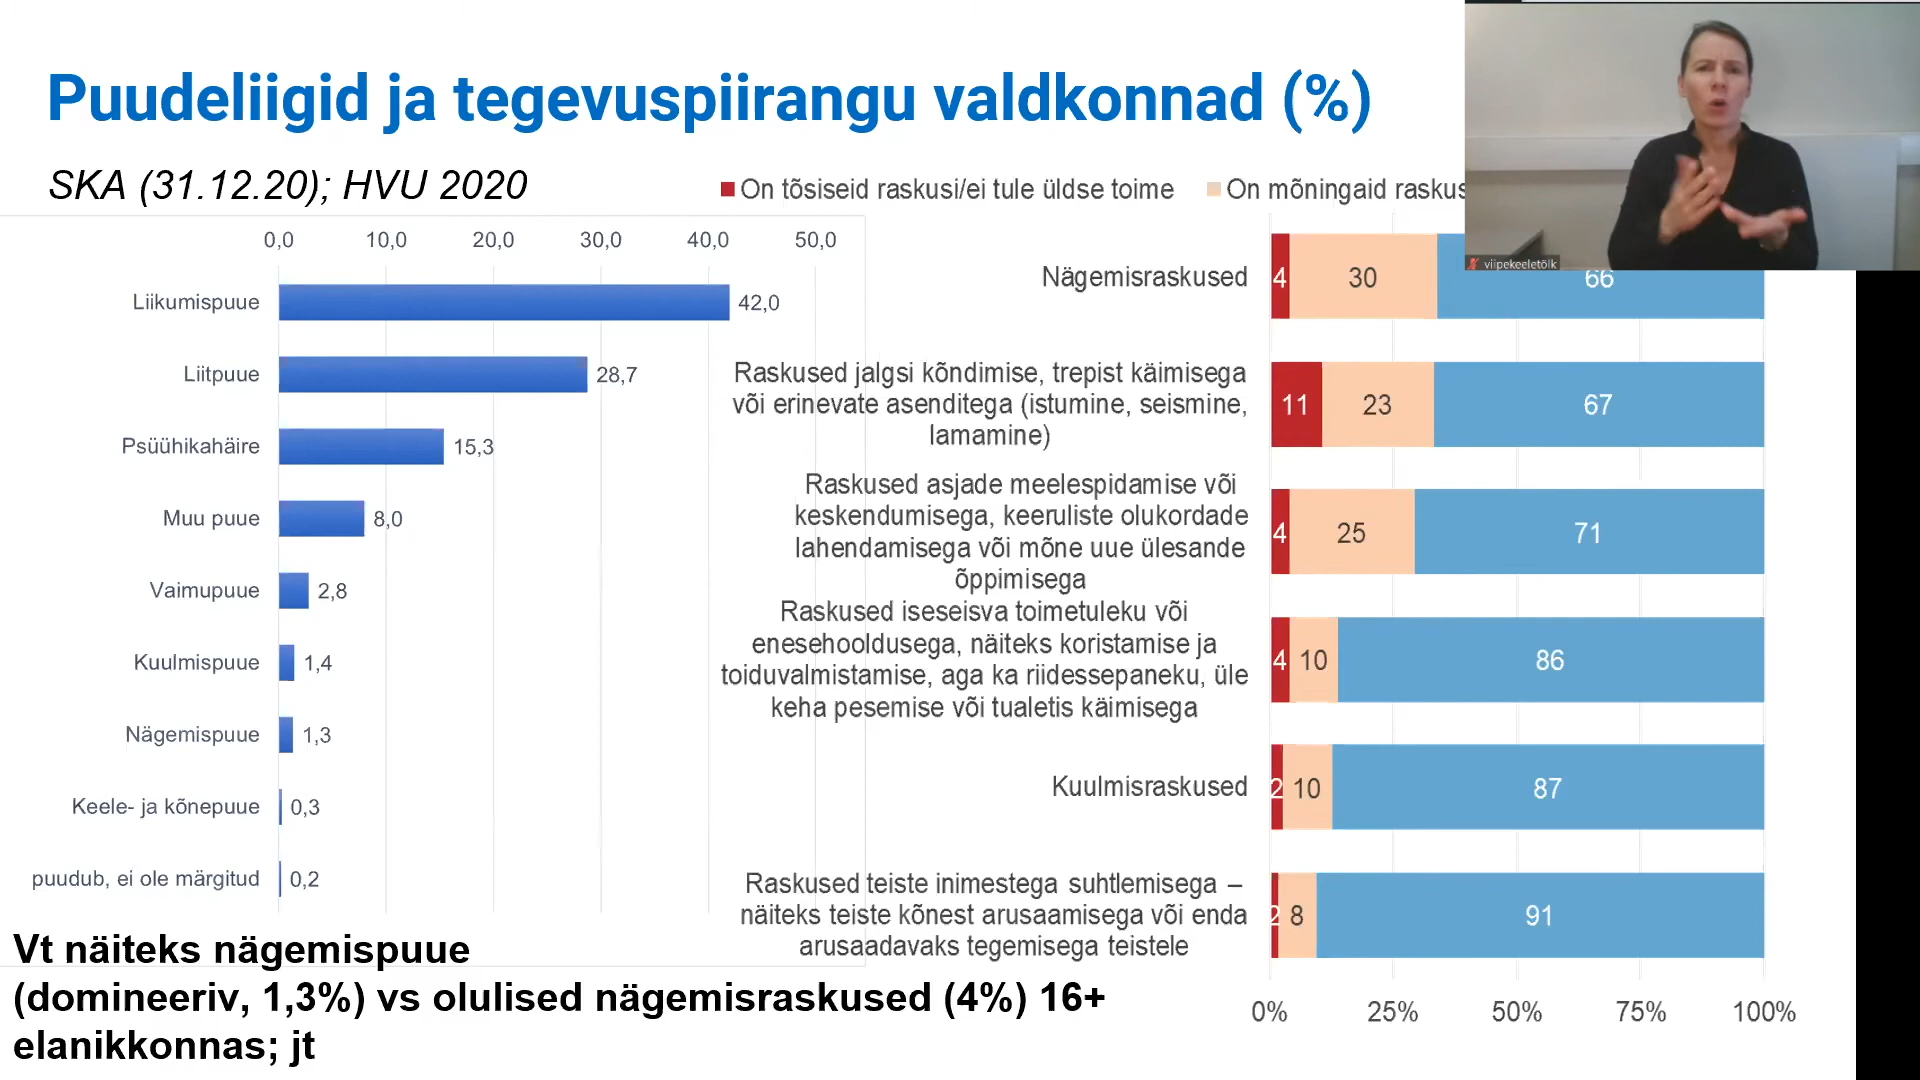 Puudeliigid ja tegevuspiirangu valdkonnad (%)
SKA (31.12.20); HVU 2020
On tõsiseid raskusi/ei tule üldse toime
On mõningaid
viipekeeletõlk
0,0 10,0 20,0 30,0 40,0 50,0
Liikumispuue 42,0
Liitpuue 28,7
Psüühikahäire 15,3
Muu puue 8,0
Vaimupuue 2,8
Kuulmispuue 1,4
Nägemispuue 1,3
Keele- ja kõnepuue 0,3
puudub, ei ole märgitud 0,2
Nägemisraskused
4 30 66
Raskused jalgsi kõndimise, trepist käimisega
või erinevate asenditega (istumine, seismine,
lamamine)
11 23 67
Raskused asjade meelespidamise või
keskendumisega, keeruliste olukordade
lahendamisega või mõne uue ülesande
õppimisega
4 25 71
Raskused iseseisva toimetuleku või
enesehooldusega, näiteks koristamise ja
toiduvalmistamise, aga ka riidessepaneku, üle
keha pesemise või tualetis käimisega
4 10 86
Kuulmisraskused
2 10 87
Raskused teiste inimestega suhtlemisega –
näiteks teiste kõnest arusaamisega või enda
arusaadavaks tegemisega teistele
2 8 91
0% 25% 50% 75% 100%
Vt näiteks nägemispuue
(domineeriv, 1,3%) vs olulised nägemisraskused (4%) 16+
elanikkonnas; jt